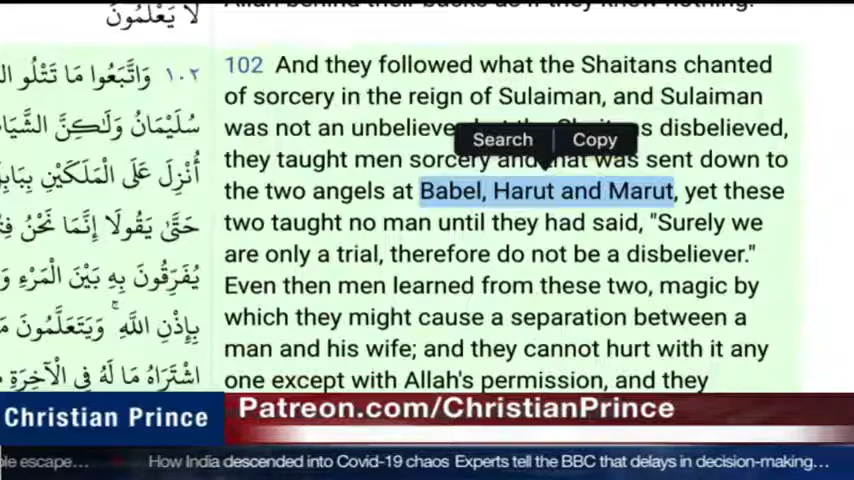 لَا يَعْلَمُونَ
١٠٢ وَاتَّبَعُوا مَا تَتْلُو
سُلَيْمَانُ وَلَٰكِنَّ
أُنْزِلَ عَلَى الْمَلَكَيْنِ
حَتَّىٰ يَقُولَا إِنَّمَا نَحْنُ
يُفَرِّقُونَ بِهِ بَيْنَ الْمَرْءِ
بِإِذْنِ اللَّهِ ۚ وَيَتَعَلَّمُونَ
اشْتَرَاهُ مَا لَهُ فِي الْآخِرَةِ
Allah behind their backs as if they knew nothing.
102 And they followed what the Shaitans chanted
of sorcery in the reign of Sulaiman, and Sulaiman
was not an disbelieved,
Search Copy
they taught men sorcery and that was sent down to
the two angels at Babel, Harut and Marut, yet these
two taught no man until they had said, "Surely we
are only a trial, therefore do not be a disbeliever."
Even then men learned from these two, magic by
which they might cause a separation between a
man and his wife; and they cannot hurt with it any
one except with Allah's permission, and they
Christian Prince
Patreon.com/ChristianPrince
escape... How India descended into Covid-19 chaos Experts tell the BBC that delays in decision-making...